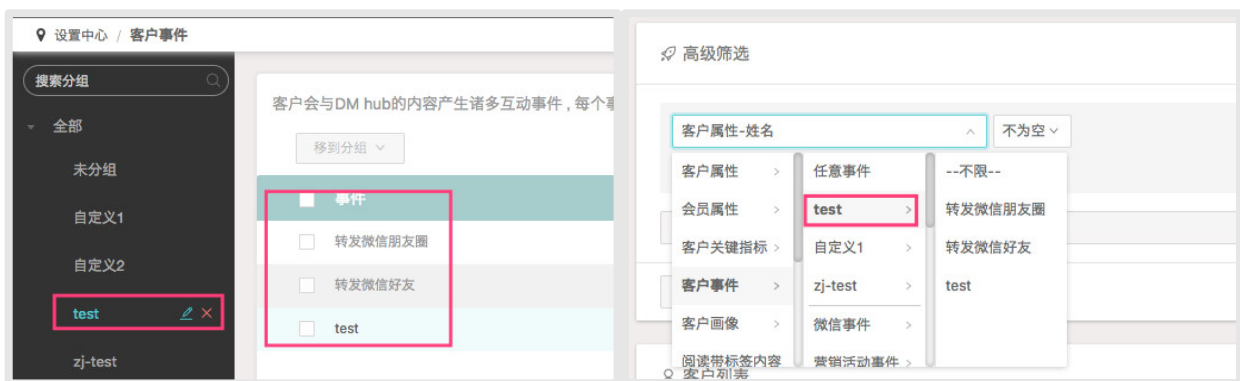 设置中心 / 客户事件
搜索分组
全部
未分组
自定义1
自定义2
test
zj-test
客户会与DM hub的内容产生诸多互动事件，每个事
移到分组
事件
转发微信朋友圈
转发微信好友
test
高级筛选
客户属性-姓名
不为空
客户属性
会员属性
客户关键指标
客户事件
客户画像
阅读带标签内容
任意事件
test
自定义1
zj-test
微信事件
营销活动事件
--不限--
转发微信朋友圈
转发微信好友
test
客户列表